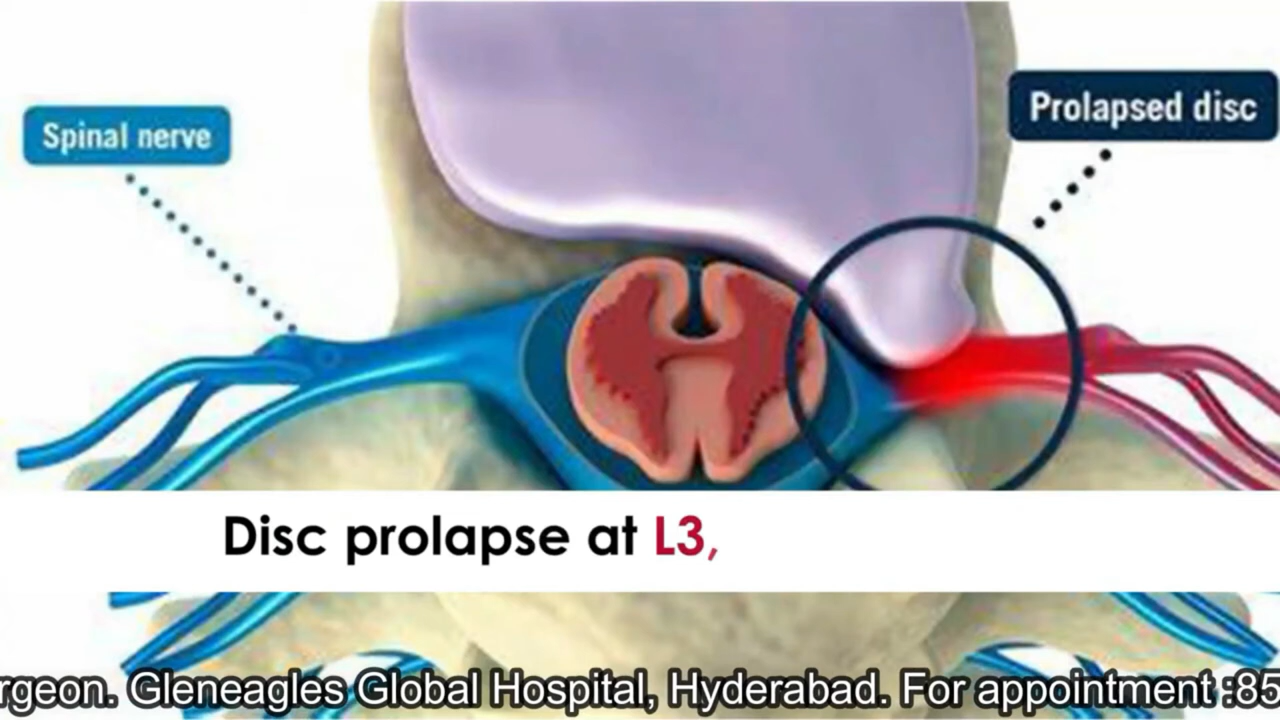 Spinal nerve
Prolapsed disc
Disc prolapse at L3,
rgeon. Gleneagles Global Hospital, Hyderabad. For appointment :85